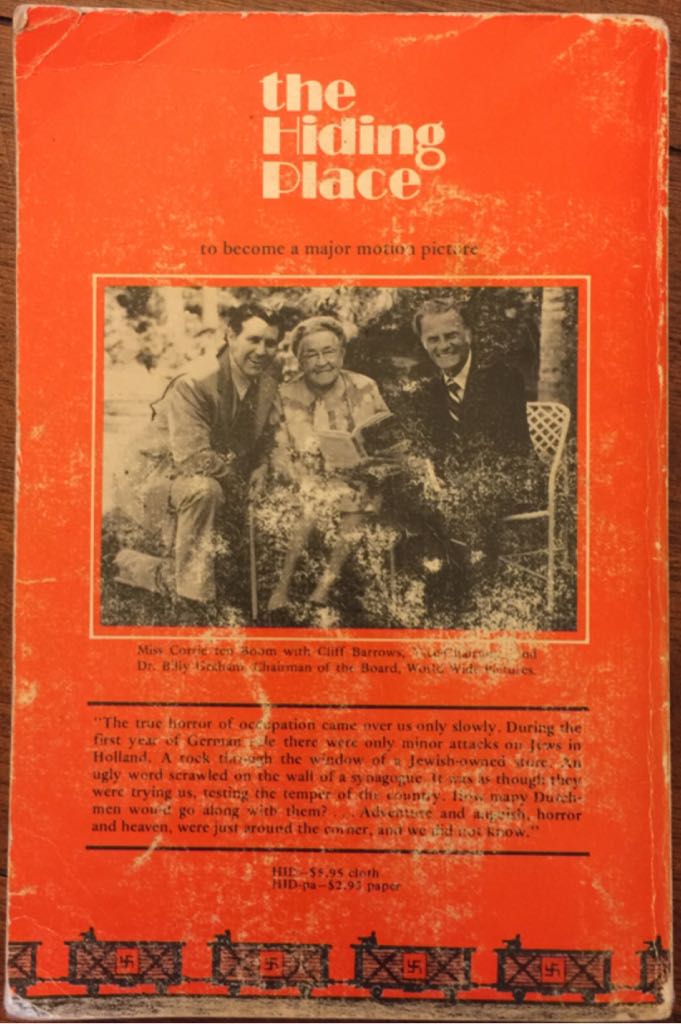 the
Hiding
Place
to become a major motion picture
Miss Corrie ten Boom with Cliff Barrows, Vice-Chairman, and
Dr. Billy Graham, Chairman of the Board, World Wide Pictures.
"The true horror of occupation came over us only slowly. During the
first year of German rule there were only minor attacks on Jews in
Holland. A rock through the window of a Jewish-owned store. An
ugly word scrawled on the wall of a synagogue. It was as though they
were trying us, testing the temper of the country. How many Dutch-
men would go along with them? . . . Adventure and anguish, horror
and heaven, were just around the corner, and we did not know."
HID—$5.95 cloth
HID-pa—$2.95 paper